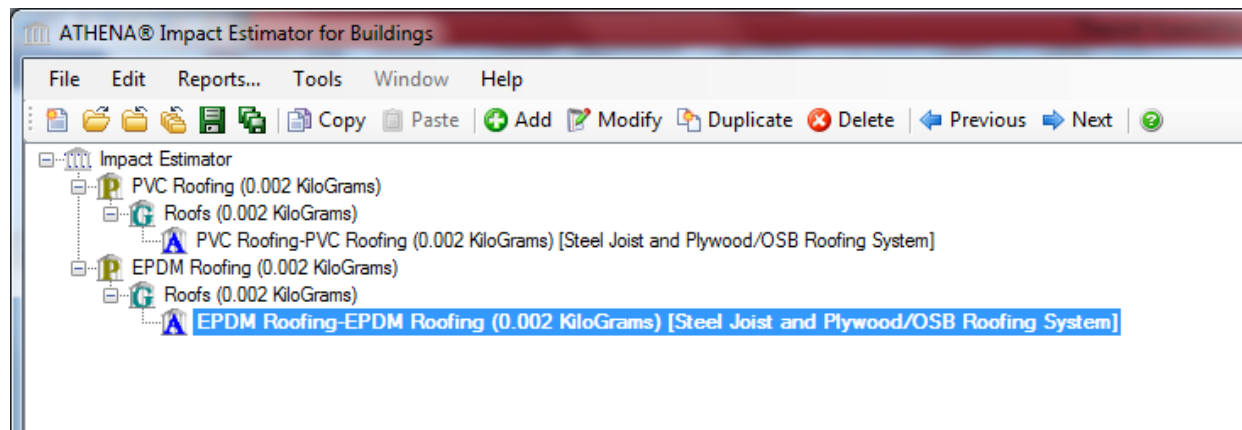 ATHENA® Impact Estimator for Buildings
File Edit Reports... Tools Window Help
Copy Paste Add Modify Duplicate Delete Previous Next
Impact Estimator
P PVC Roofing (0.002 KiloGrams)
G Roofs (0.002 KiloGrams)
A PVC Roofing-PVC Roofing (0.002 KiloGrams) [Steel Joist and Plywood/OSB Roofing System]
P EPDM Roofing (0.002 KiloGrams)
G Roofs (0.002 KiloGrams)
A EPDM Roofing-EPDM Roofing (0.002 KiloGrams) [Steel Joist and Plywood/OSB Roofing System]